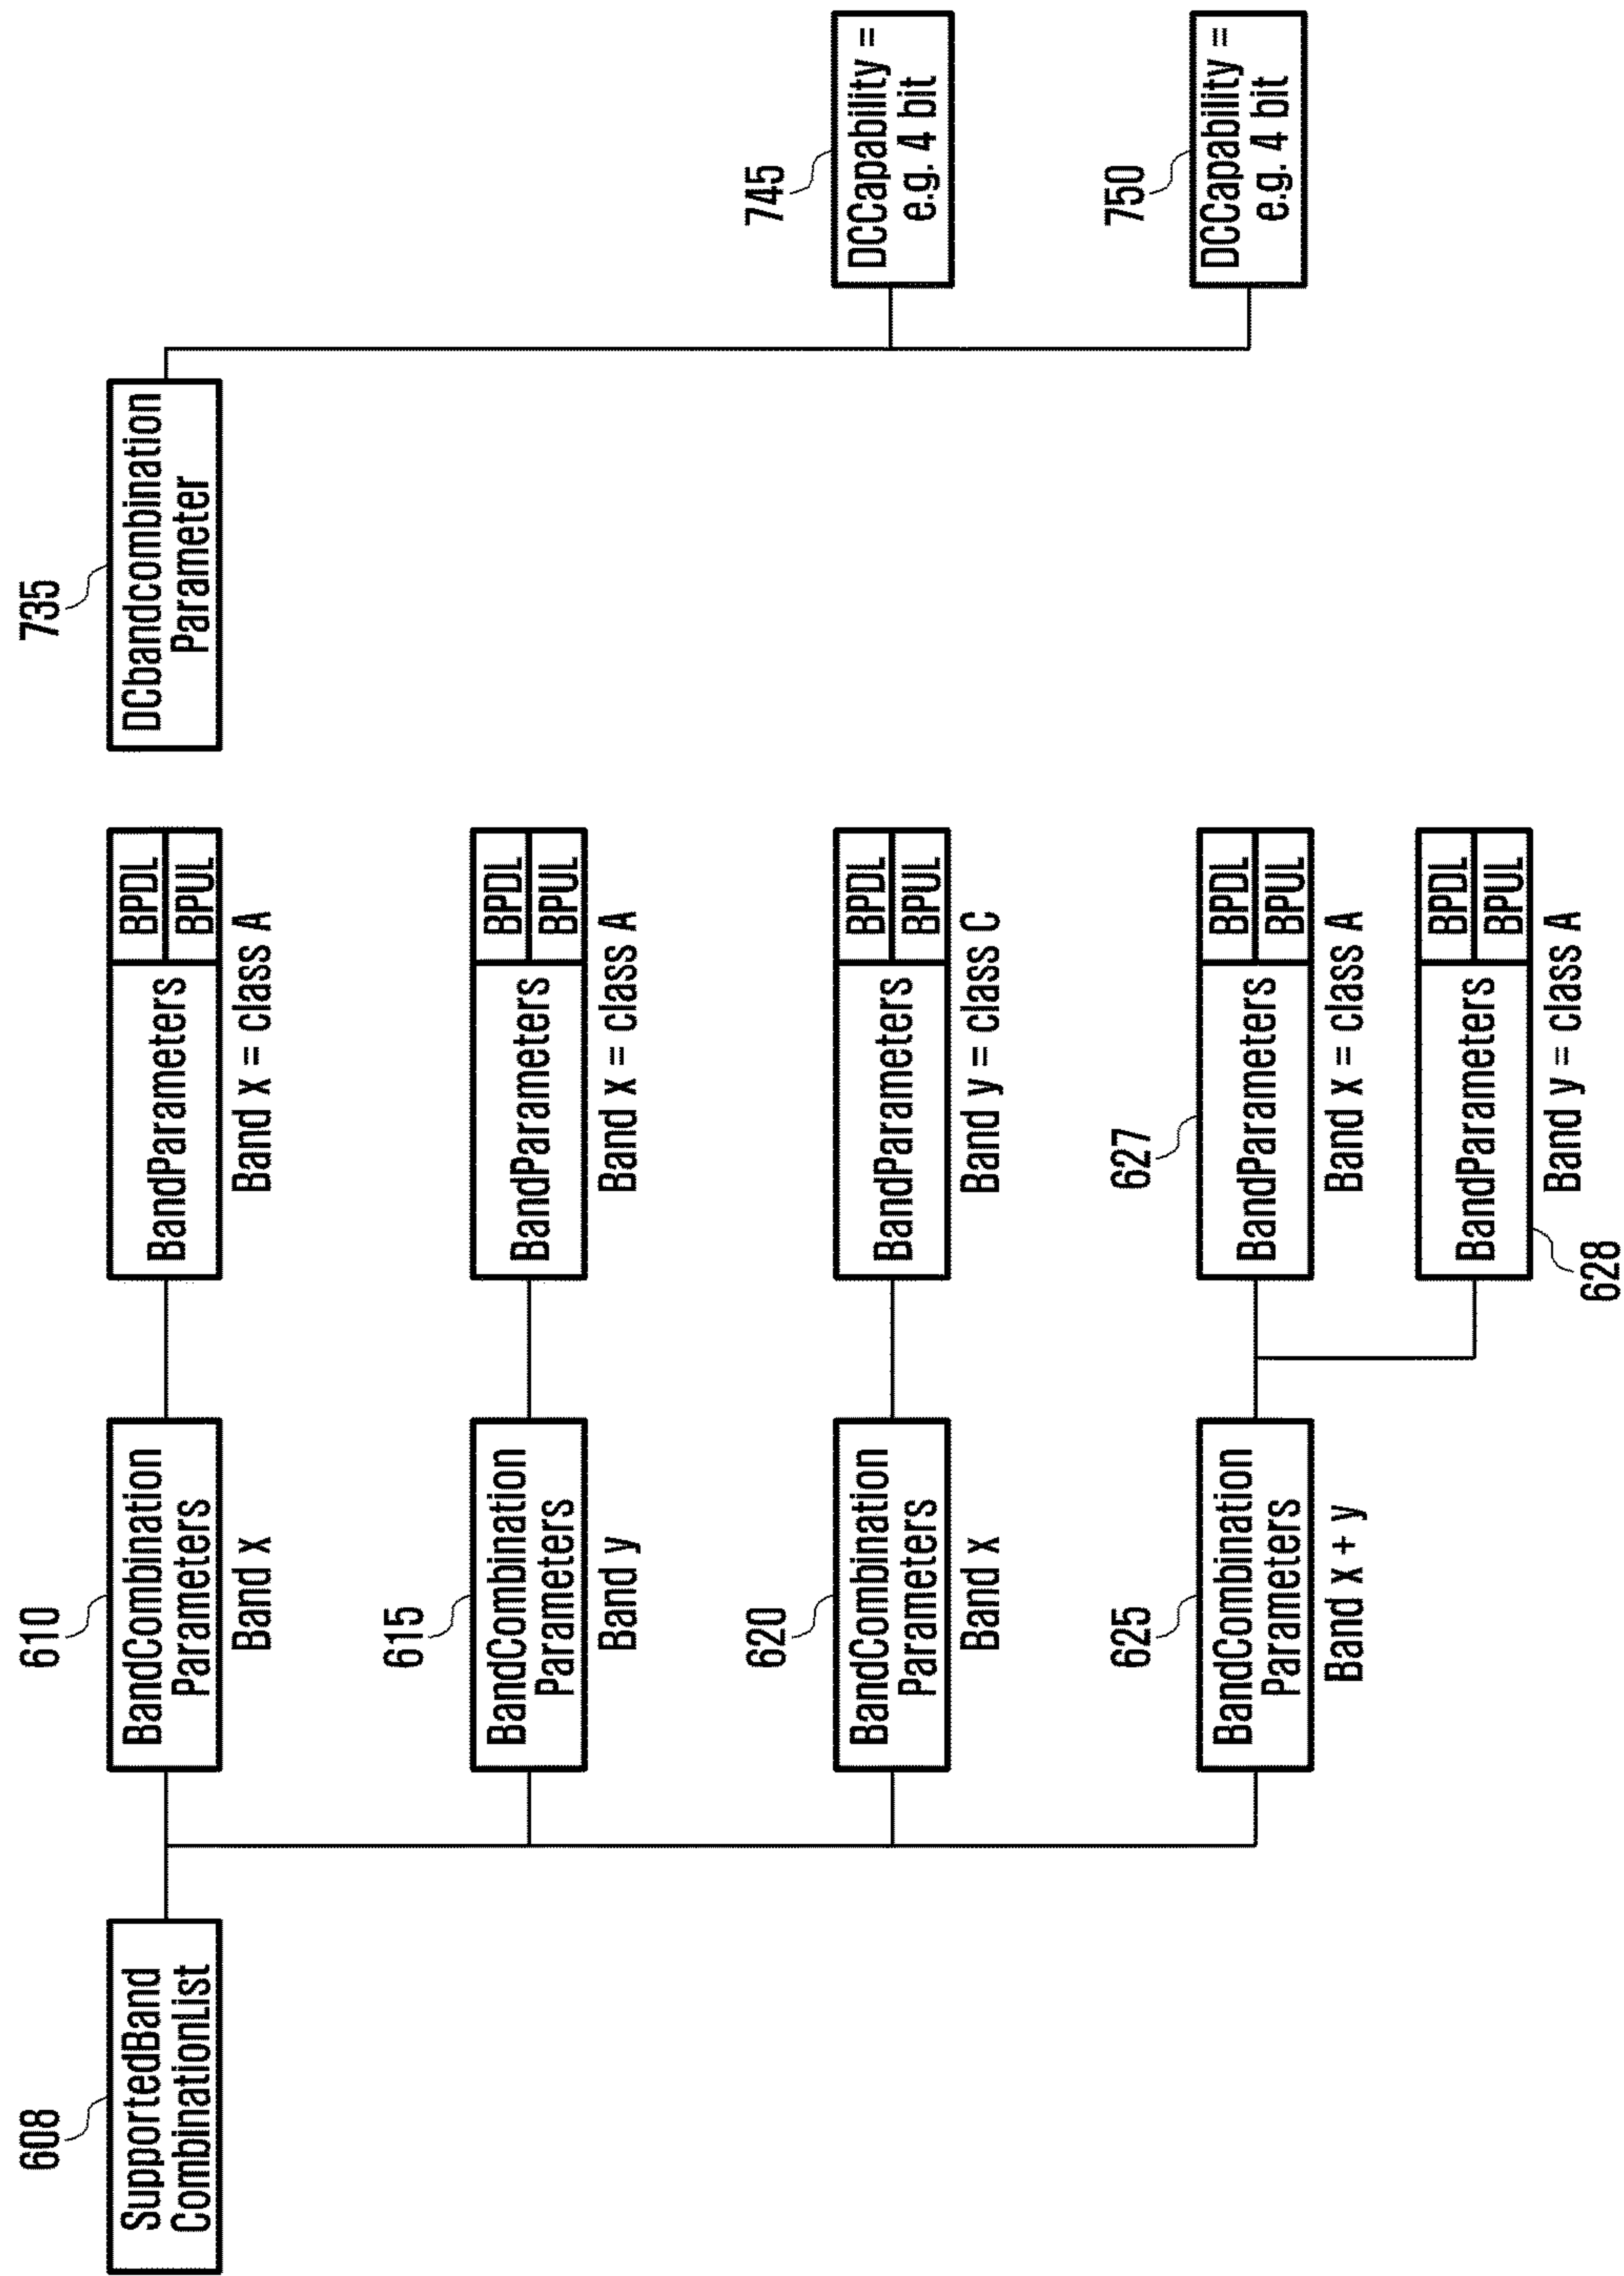 608
SupportedBand
CombinationList
610
BandCombination
Parameters
Band x
BandParameters
BPDL
BPUL
Band x = class A
735
DCbandcombination
Parameter
615
BandCombination
Parameters
Band y
BandParameters
BPDL
BPUL
Band x = class A
620
BandCombination
Parameters
Band x
BandParameters
BPDL
BPUL
Band y = class C
745
DCCapability =
e.g. 4 bit
625
BandCombination
Parameters
Band x + y
627
BandParameters
BPDL
BPUL
Band x = class A
750
DCCapability =
e.g. 4 bit
628
BandParameters
BPDL
BPUL
Band y = class A